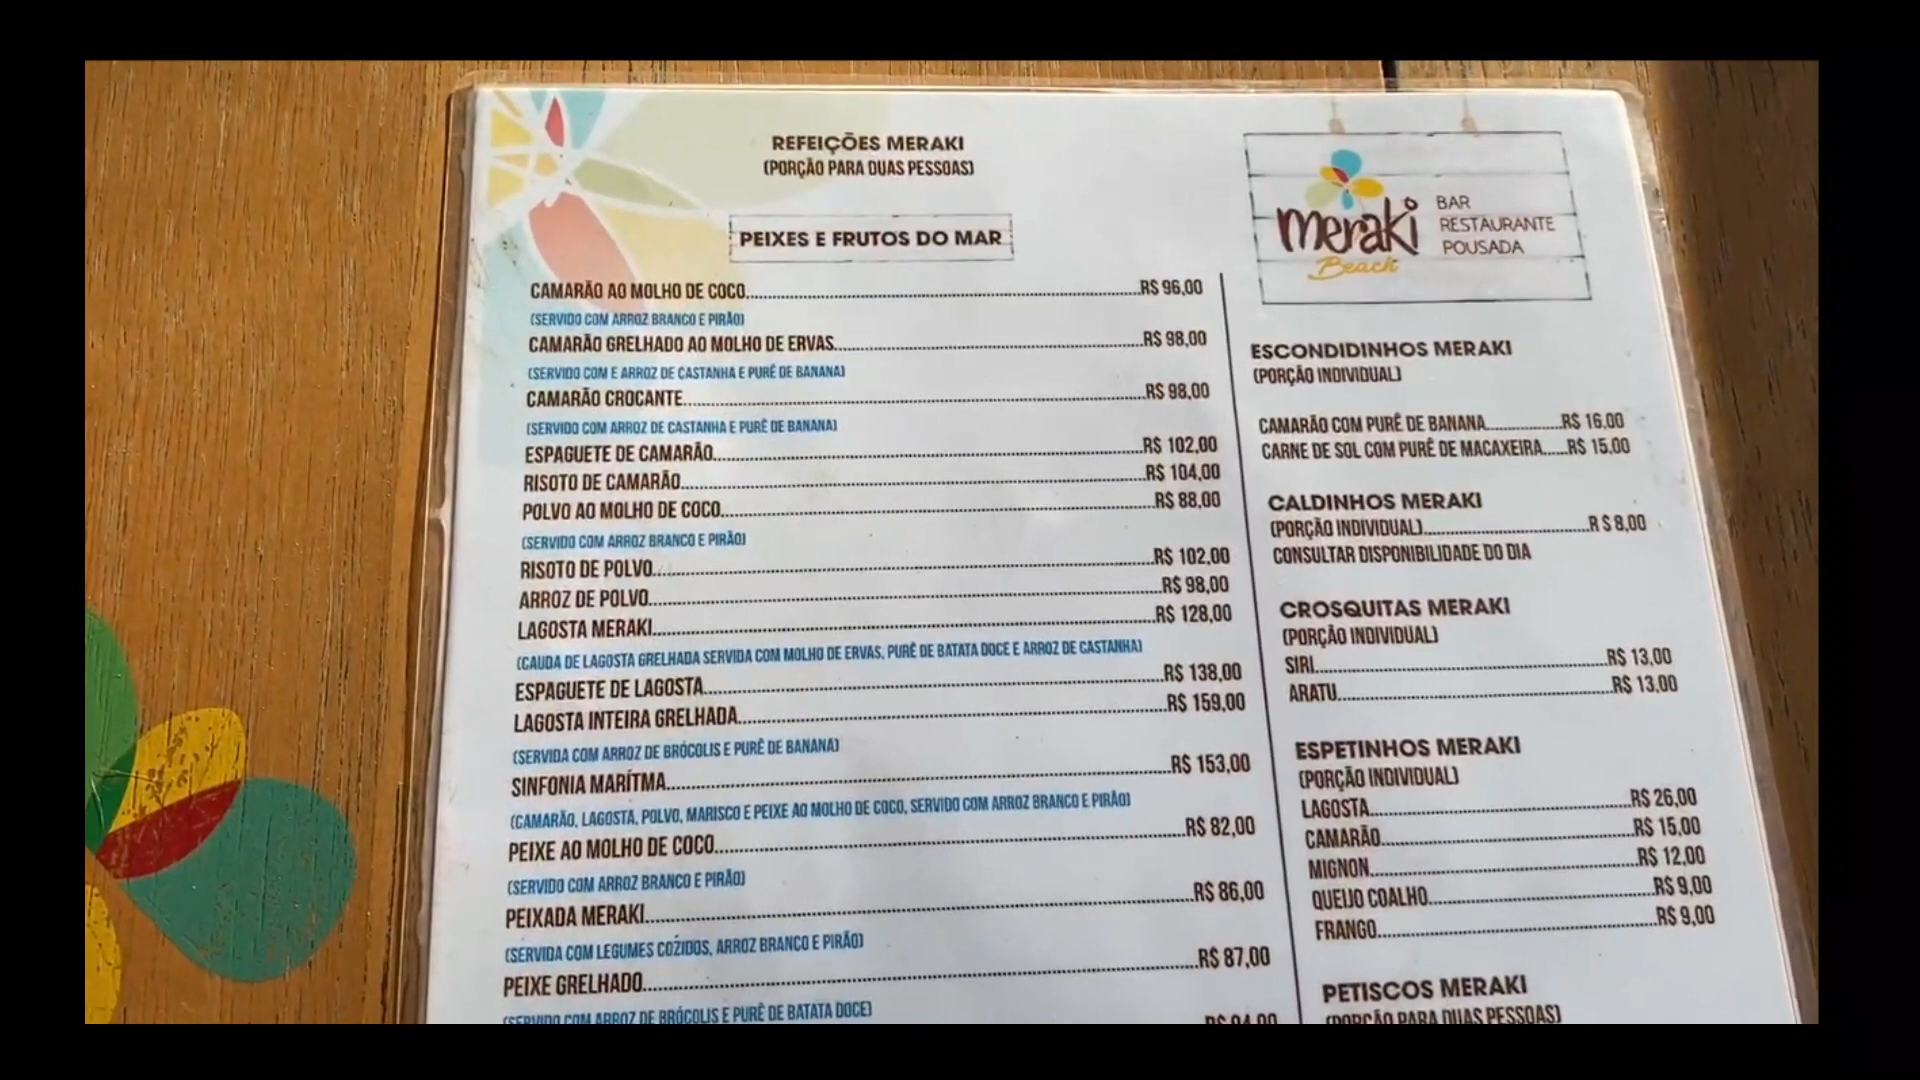 REFEIÇÕES MERAKI
(PORÇÃO PARA DUAS PESSOAS)
PEIXES E FRUTOS DO MAR
CAMARÃO AO MOLHO DE COCO R$ 96,00
(SERVIDO COM ARROZ BRANCO E PIRÃO)
CAMARÃO GRELHADO AO MOLHO DE ERVAS R$ 98,00
(SERVIDO COM E ARROZ DE CASTANHA E PURÊ DE BANANA)
CAMARÃO CROCANTE R$ 98,00
(SERVIDO COM ARROZ DE CASTANHA E PURÊ DE BANANA)
ESPAGUETE DE CAMARÃO R$ 102,00
RISOTO DE CAMARÃO R$ 104,00
POLVO AO MOLHO DE COCO R$ 88,00
(SERVIDO COM ARROZ BRANCO E PIRÃO)
RISOTO DE POLVO R$ 102,00
ARROZ DE POLVO R$ 98,00
LAGOSTA MERAKI R$ 128,00
(CAUDA DE LAGOSTA GRELHADA SERVIDA COM MOLHO DE ERVAS, PURÊ DE BATATA DOCE E ARROZ DE CASTANHA)
ESPAGUETE DE LAGOSTA R$ 138,00
LAGOSTA INTEIRA GRELHADA R$ 159,00
(SERVIDA COM ARROZ DE BRÓCOLIS E PURÊ DE BANANA)
SINFONIA MARÍTMA R$ 153,00
(CAMARÃO, LAGOSTA, POLVO, MARISCO E PEIXE AO MOLHO DE COCO, SERVIDO COM ARROZ BRANCO E PIRÃO)
PEIXE AO MOLHO DE COCO R$ 82,00
(SERVIDO COM ARROZ BRANCO E PIRÃO)
PEIXADA MERAKI R$ 86,00
(SERVIDA COM LEGUMES COZIDOS, ARROZ BRANCO E PIRÃO)
PEIXE GRELHADO R$ 87,00
(SERVIDO COM ARROZ DE BRÓCOLIS E PURÊ DE BATATA DOCE)
meraki
Beach
BAR
RESTAURANTE
POUSADA
ESCONDIDINHOS MERAKI
(PORÇÃO INDIVIDUAL)
CAMARÃO COM PURÊ DE BANANA R$ 16,00
CARNE DE SOL COM PURÊ DE MACAXEIRA R$ 15,00
CALDINHOS MERAKI
(PORÇÃO INDIVIDUAL) R $ 8,00
CONSULTAR DISPONIBILIDADE DO DIA
CROSQUITAS MERAKI
(PORÇÃO INDIVIDUAL)
SIRI R$ 13,00
ARATU R$ 13,00
ESPETINHOS MERAKI
(PORÇÃO INDIVIDUAL)
LAGOSTA R$ 26,00
CAMARÃO R$ 15,00
MIGNON R$ 12,00
QUEIJO COALHO R$ 9,00
FRANGO R$ 9,00
PETISCOS MERAKI
(PORÇÃO PARA DUAS PESSOAS)